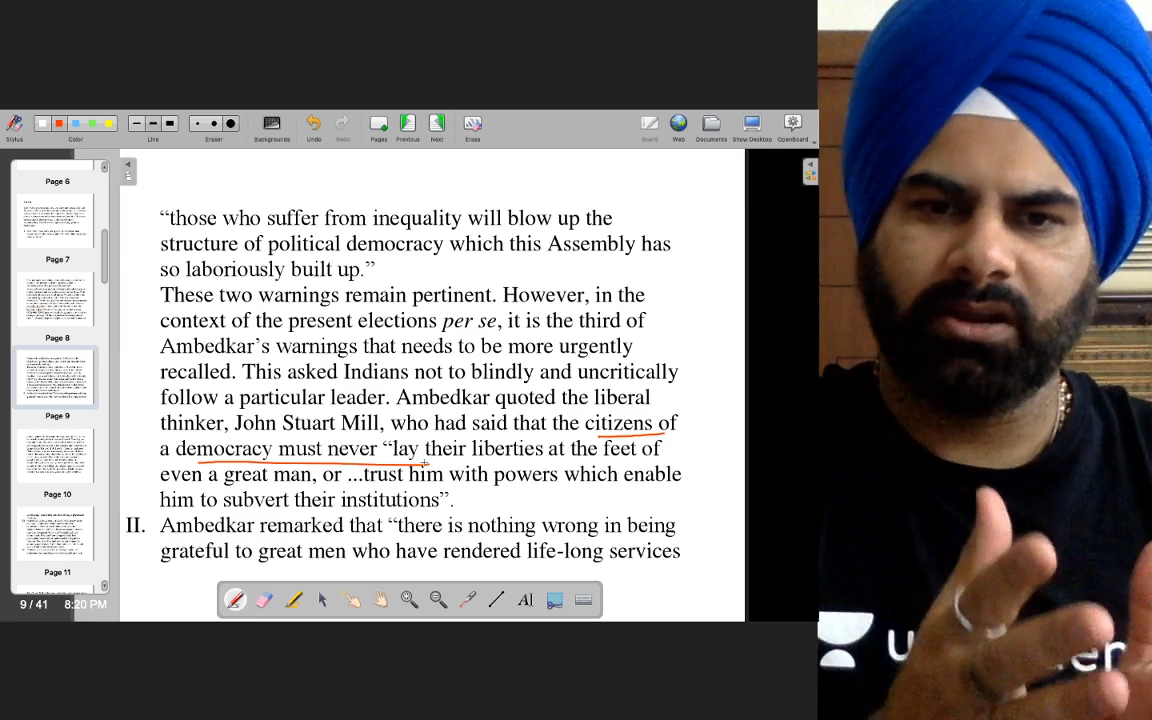 Stylus
Color
Line
Eraser
Backgrounds
Undo
Redo
Pages
Previous
Next
Erase
Board
Web
Documents
Show Desktop
OpenBoard
Page 6
Page 7
Page 8
Page 9
Page 10
Page 11
9 / 41 8:20 PM
“those who suffer from inequality will blow up the
structure of political democracy which this Assembly has
so laboriously built up.”
These two warnings remain pertinent. However, in the
context of the present elections per se, it is the third of
Ambedkar’s warnings that needs to be more urgently
recalled. This asked Indians not to blindly and uncritically
follow a particular leader. Ambedkar quoted the liberal
thinker, John Stuart Mill, who had said that the citizens of
a democracy must never “lay their liberties at the feet of
even a great man, or ...trust him with powers which enable
him to subvert their institutions”.
II. Ambedkar remarked that “there is nothing wrong in being
grateful to great men who have rendered life-long services